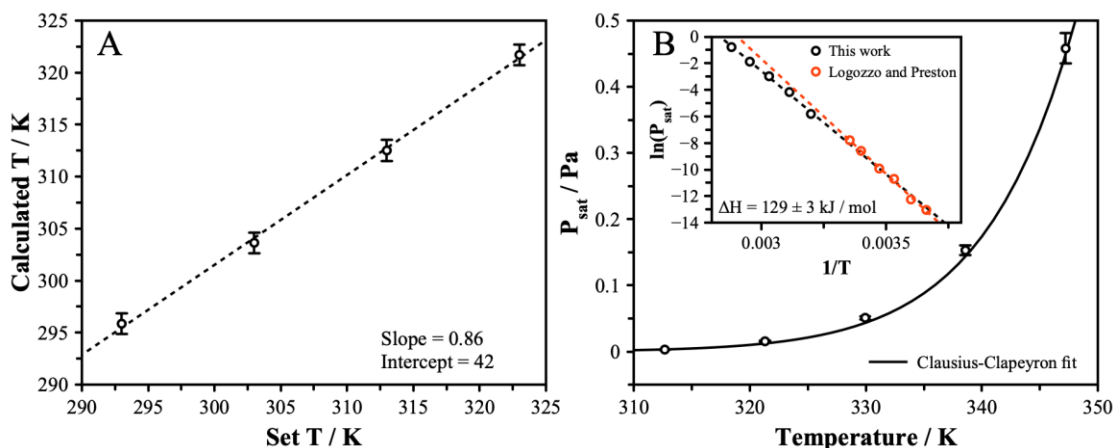 A
325
320
315
310
305
300
295
290
Calculated T / K
290 295 300 305 310 315 320 325
Set T / K
Slope = 0.86
Intercept = 42
B
0.5
0.4
0.3
0.2
0.1
0
P_sat / Pa
310 320 330 340 350
Temperature / K
Clausius-Clapeyron fit
0
−2
−4
−6
−8
−10
−12
−14
ln(P_sat)
This work
Logozzo and Preston
ΔH = 129 ± 3 kJ / mol
0.003 0.0035
1/T